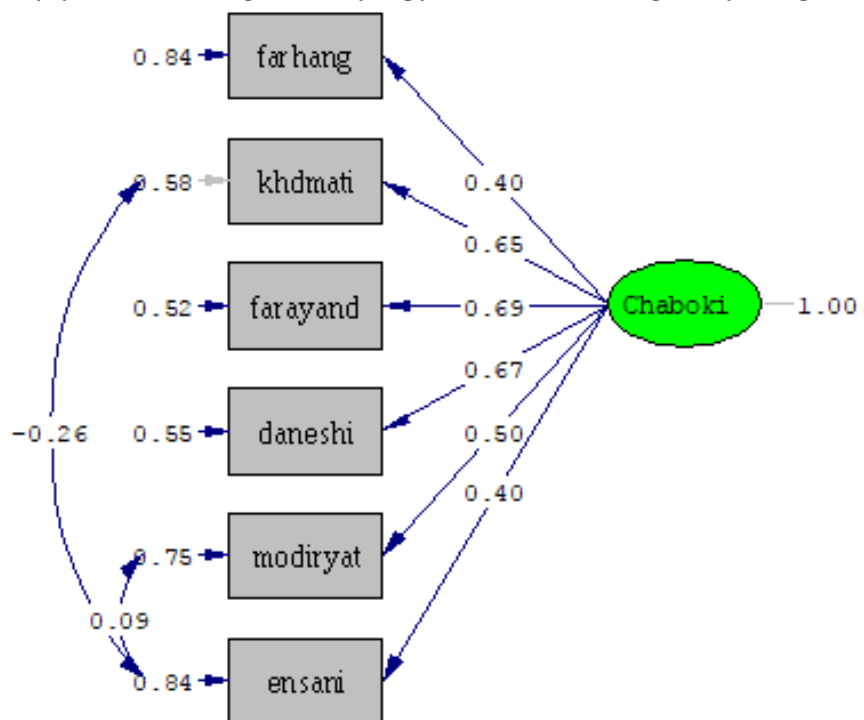 0.84 farhang
0.58 khdmati 0.40
0.65
0.52 farayand 0.69 Chaboki 1.00
0.67
-0.26 0.55 daneshi 0.50
0.40
0.75 modiryat
0.09
0.84 ensani